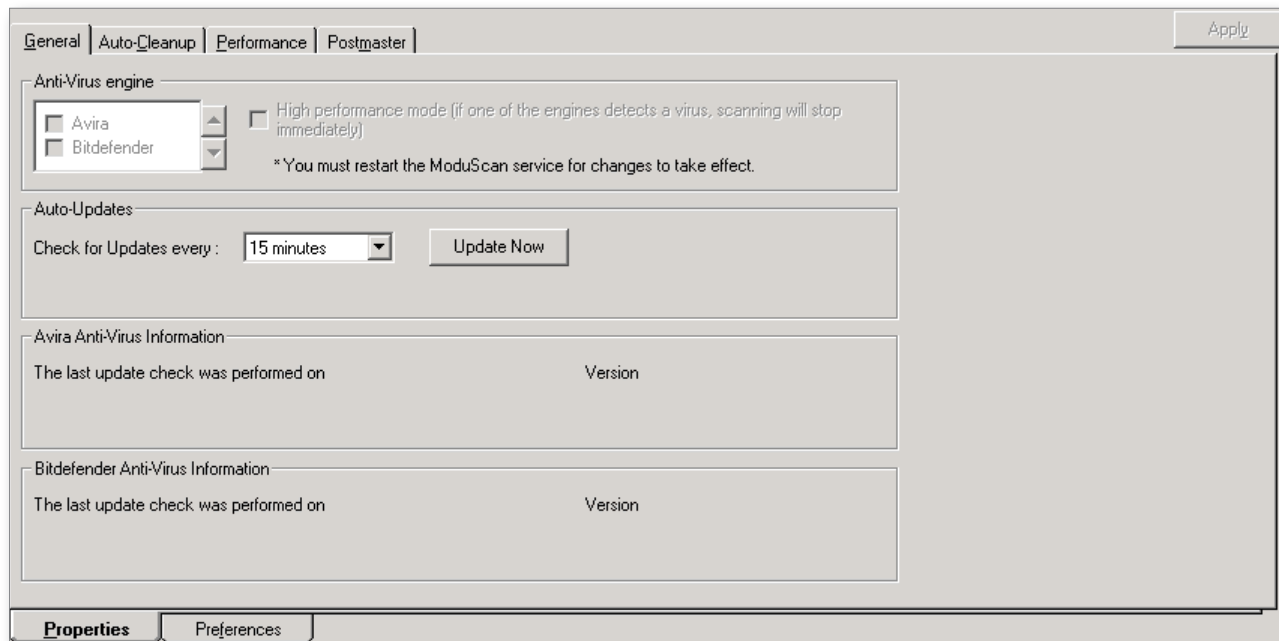 General Auto-Cleanup Performance Postmaster Apply
Anti-Virus engine
Avira
Bitdefender
High performance mode (if one of the engines detects a virus, scanning will stop
immediately)
* You must restart the ModuScan service for changes to take effect.
Auto-Updates
Check for Updates every : 15 minutes Update Now
Avira Anti-Virus Information
The last update check was performed on Version
Bitdefender Anti-Virus Information
The last update check was performed on Version
Properties Preferences